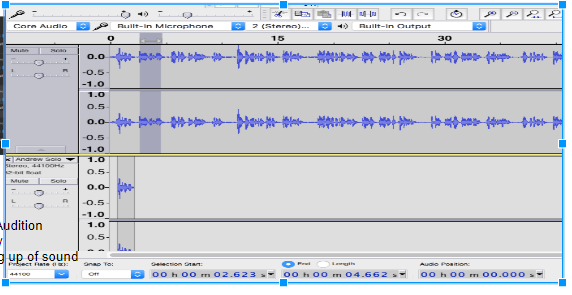 Core Audio Built-in Microphone 2 (Stereo)... Built-in Output
0 15 30
Mute Solo
L R
0.0-
-0.5-
-1.0
1.0
0.5-
0.0-
-0.5-
-1.0
Andrew Solo
Stereo, 44100Hz
32-bit float
Mute Solo
- +
L R
1.0
0.5-
0.0-
-0.5-
-1.0
1.0
0.5-
0.0-
Audition
g up of sound
Project Rate (Hz): Snap To: Selection Start: End Length Audio Position:
44100 Off 00 h 00 m 02.623 s 00 h 00 m 04.662 s 00 h 00 m 00.000 s